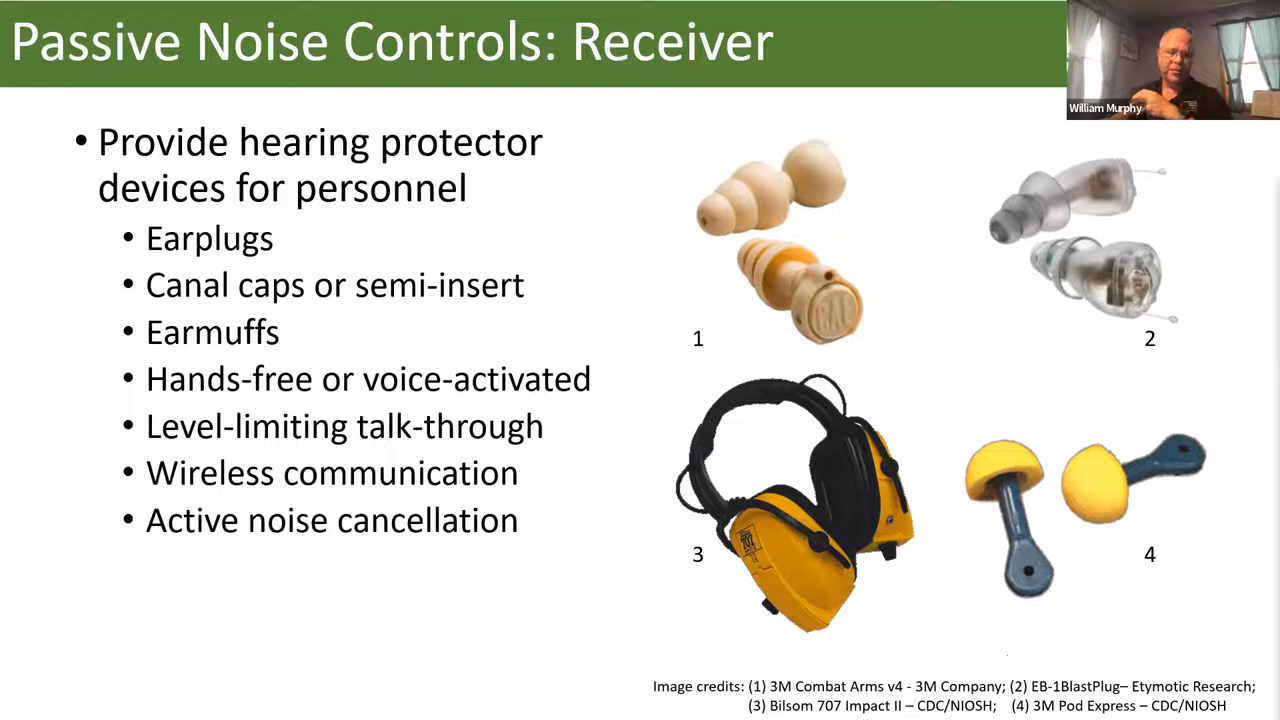 Passive Noise Controls: Receiver
William Murphy
• Provide hearing protector
devices for personnel
• Earplugs
• Canal caps or semi-insert
• Earmuffs
• Hands-free or voice-activated
• Level-limiting talk-through
• Wireless communication
• Active noise cancellation
1
2
3
707
4
Image credits: (1) 3M Combat Arms v4 - 3M Company; (2) EB-1BlastPlug– Etymotic Research;
(3) Bilsom 707 Impact II – CDC/NIOSH; (4) 3M Pod Express – CDC/NIOSH